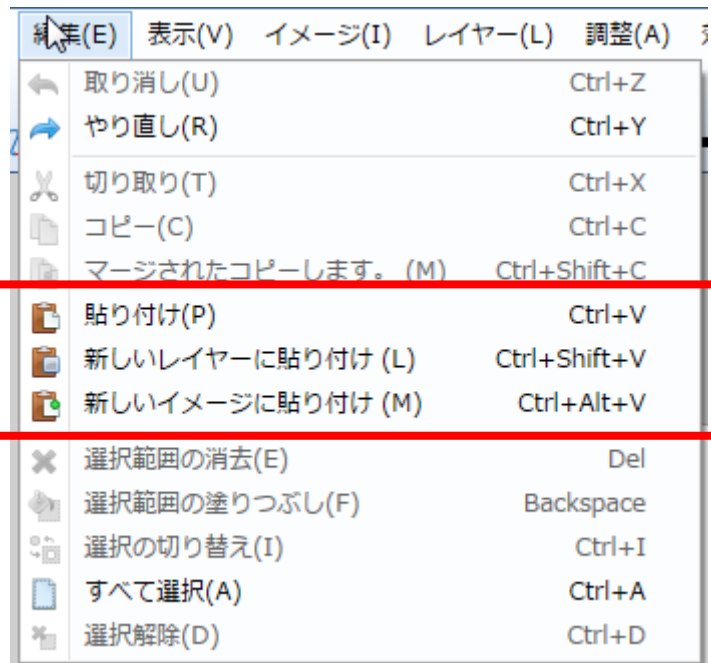 編集(E) 表示(V) イメージ(I) レイヤー(L) 調整(A)
取り消し(U) Ctrl+Z
やり直し(R) Ctrl+Y
切り取り(T) Ctrl+X
コピー(C) Ctrl+C
マージされたコピーします。 (M) Ctrl+Shift+C
貼り付け(P) Ctrl+V
新しいレイヤーに貼り付け (L) Ctrl+Shift+V
新しいイメージに貼り付け (M) Ctrl+Alt+V
選択範囲の消去(E) Del
選択範囲の塗りつぶし(F) Backspace
選択の切り替え(I) Ctrl+I
すべて選択(A) Ctrl+A
選択解除(D) Ctrl+D